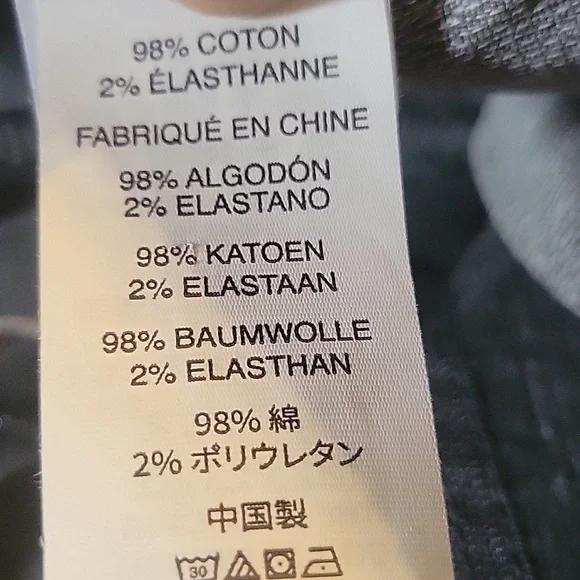 98% COTON
2% ÉLASTHANNE
FABRIQUÉ EN CHINE
98% ALGODÓN
2% ELASTANO
98% KATOEN
2% ELASTAAN
98% BAUMWOLLE
2% ELASTHAN
98% 綿
2% ポリウレタン
中国製
30